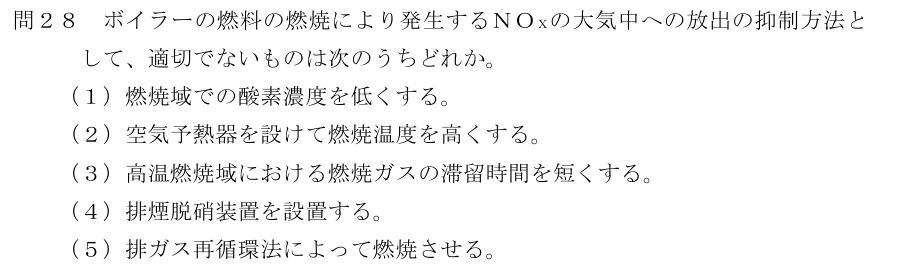 問２８　ボイラーの燃料の燃焼により発生するＮＯxの大気中への放出の抑制方法と
して、適切でないものは次のうちどれか。
（１）燃焼域での酸素濃度を低くする。
（２）空気予熱器を設けて燃焼温度を高くする。
（３）高温燃焼域における燃焼ガスの滞留時間を短くする。
（４）排煙脱硝装置を設置する。
（５）排ガス再循環法によって燃焼させる。